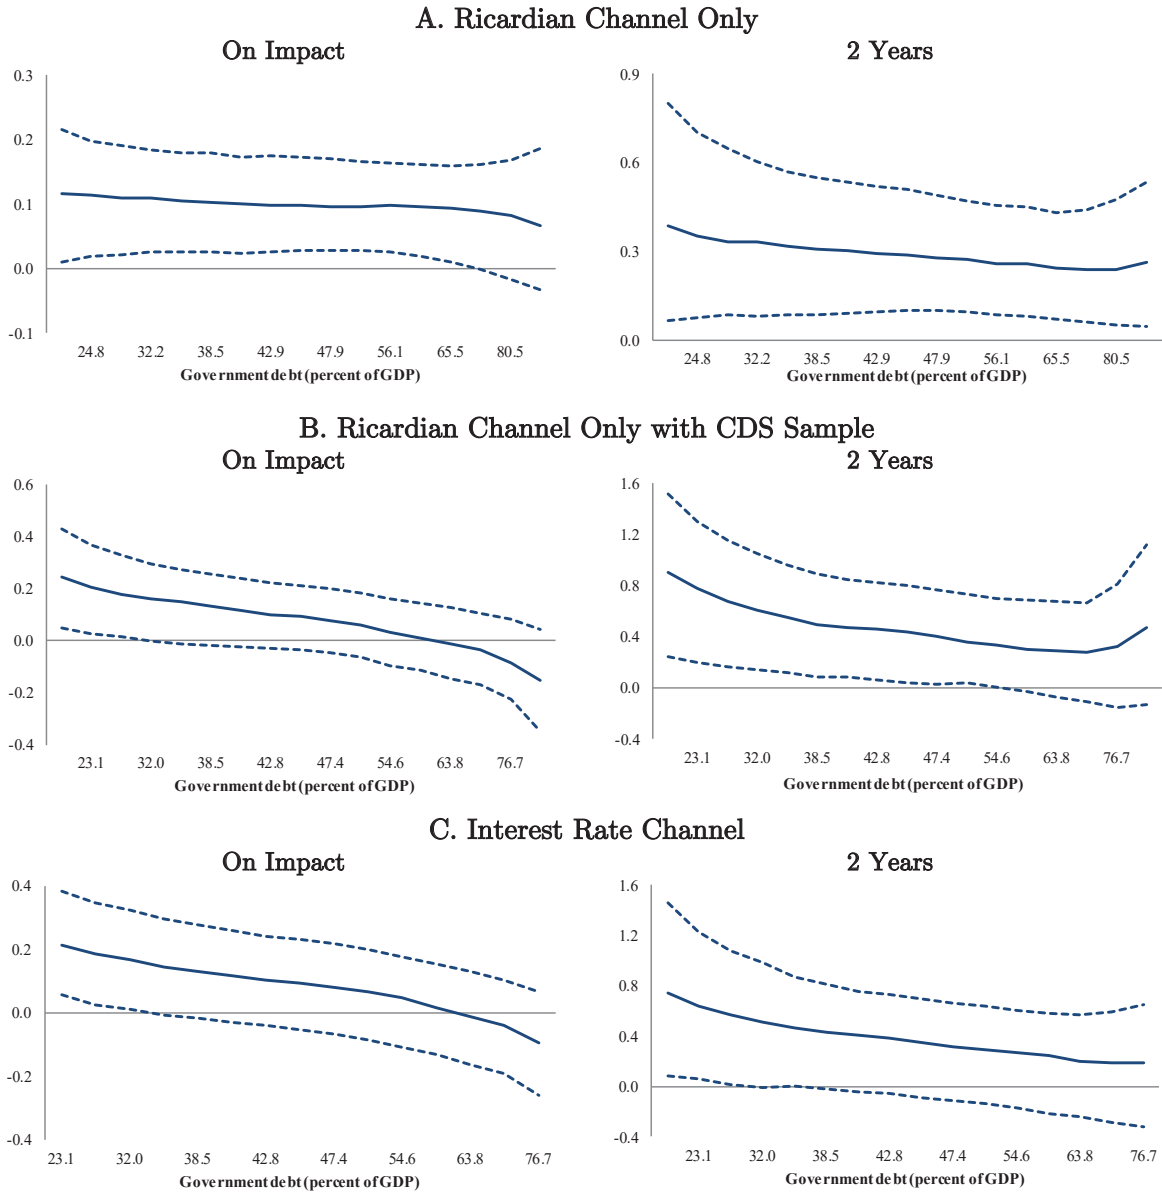 A. Ricardian Channel Only
On Impact
0.3
0.2
0.1
0.0
-0.1
24.8 32.2 38.5 42.9 47.9 56.1 65.5 80.5
Government debt (percent of GDP)
2 Years
0.9
0.6
0.3
0.0
24.8 32.2 38.5 42.9 47.9 56.1 65.5 80.5
Government debt (percent of GDP)
B. Ricardian Channel Only with CDS Sample
On Impact
0.6
0.4
0.2
0.0
-0.2
-0.4
23.1 32.0 38.5 42.8 47.4 54.6 63.8 76.7
Government debt (percent of GDP)
2 Years
1.6
1.2
0.8
0.4
0.0
-0.4
23.1 32.0 38.5 42.8 47.4 54.6 63.8 76.7
Government debt (percent of GDP)
C. Interest Rate Channel
On Impact
0.4
0.2
0.0
-0.2
-0.4
23.1 32.0 38.5 42.8 47.4 54.6 63.8 76.7
Government debt (percent of GDP)
2 Years
1.6
1.2
0.8
0.4
0.0
-0.4
23.1 32.0 38.5 42.8 47.4 54.6 63.8 76.7
Government debt (percent of GDP)